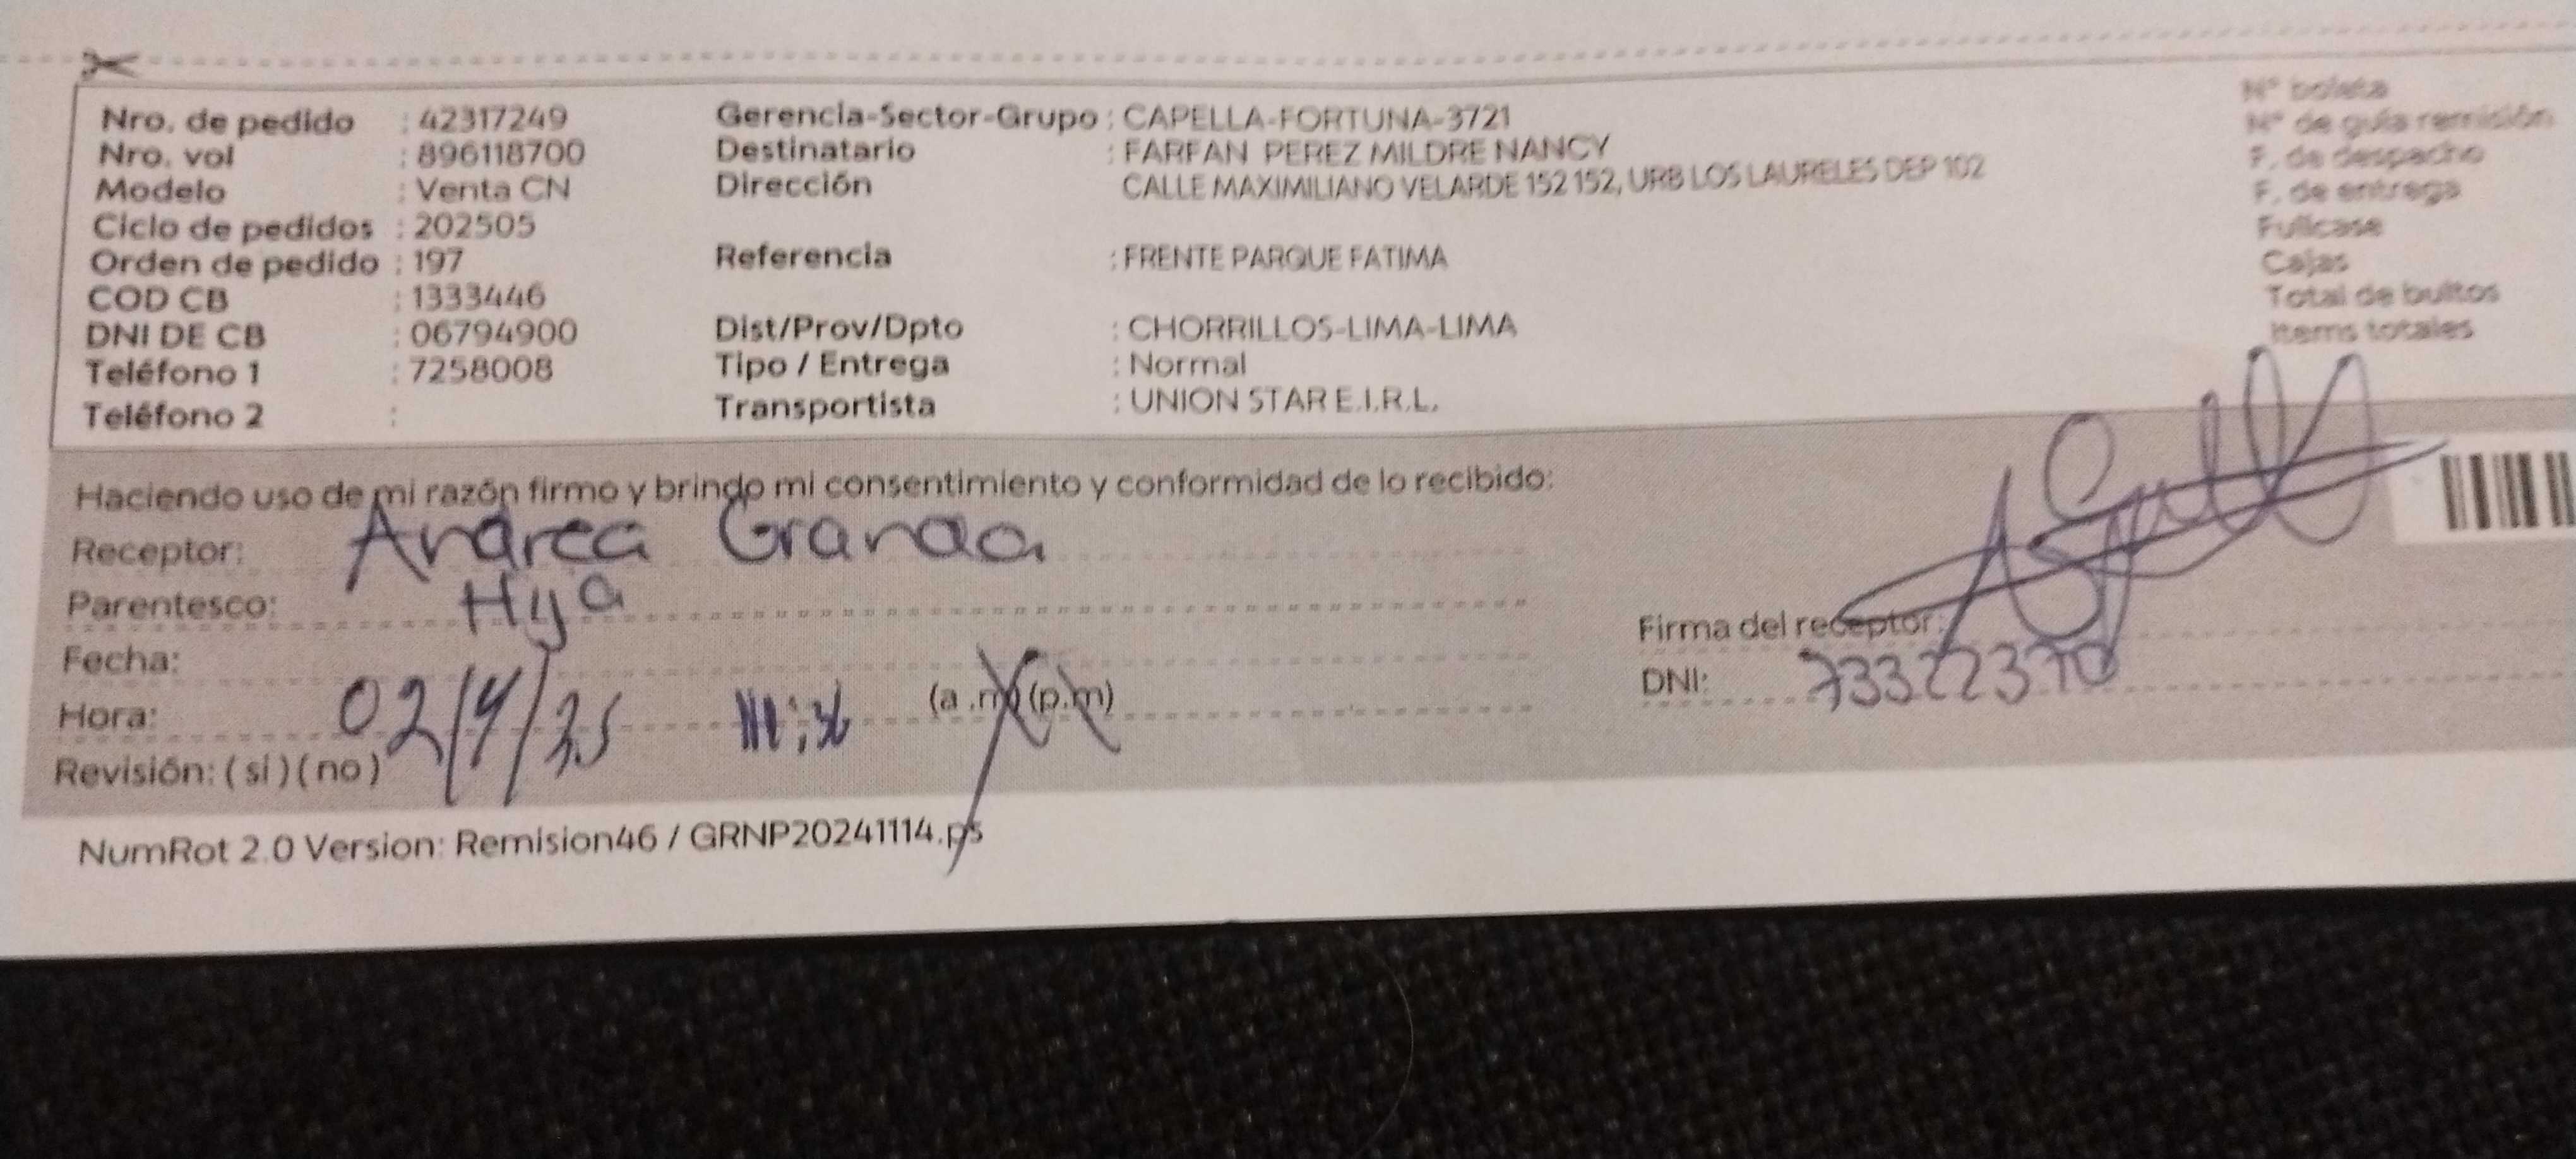 Nro. de pedido : 42317249 Gerencia-Sector-Grupo : CAPELLA-FORTUNA-3721 N° boleta
Nro. vol : 896118700 Destinatario : FARFAN PEREZ MILDRE NANCY N° de guía remisión
Modelo : Venta CN Dirección CALLE MAXIMILIANO VELARDE 152 152, URB LOS LAURELES DEP 102 F. de despacho
Ciclo de pedidos : 202505 F. de entrega
Orden de pedido : 197 Referencia : FRENTE PARQUE FATIMA Fullcase
COD CB : 1333446 Cajas
DNI DE CB : 06794900 Dist/Prov/Dpto : CHORRILLOS-LIMA-LIMA Total de bultos
Teléfono 1 : 7258008 Tipo / Entrega : Normal Items totales
Teléfono 2 : Transportista : UNION STAR E.I.R.L.
Haciendo uso de mi razón firmo y brindo mi consentimiento y conformidad de lo recibido:
Receptor: Andrea Granda
Parentesco: Hija
Firma del receptor:
Fecha:
DNI: 73322370
Hora: 02/4/25 (a.m) (p.m)
Revisión: ( si ) ( no )
NumRot 2.0 Version: Remision46 / GRNP20241114.ps